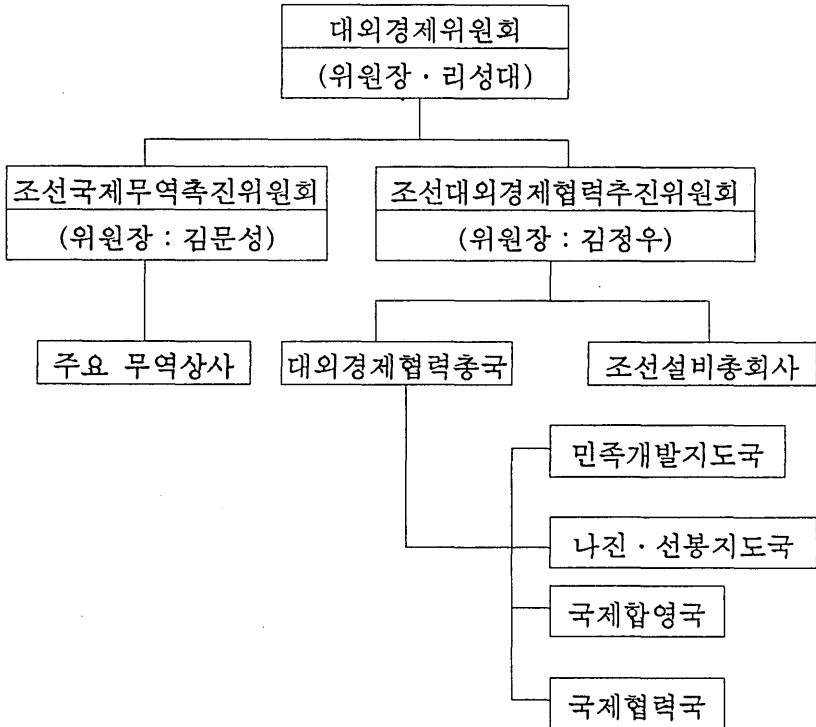 대외경제위원회
(위원장 · 리성대)
조선국제무역촉진위원회
(위원장 : 김문성)
조선대외경제협력추진위원회
(위원장 : 김정우)
주요 무역상사
대외경제협력총국
조선설비총회사
민족개발지도국
나진 · 선봉지도국
국제합영국
국제협력국